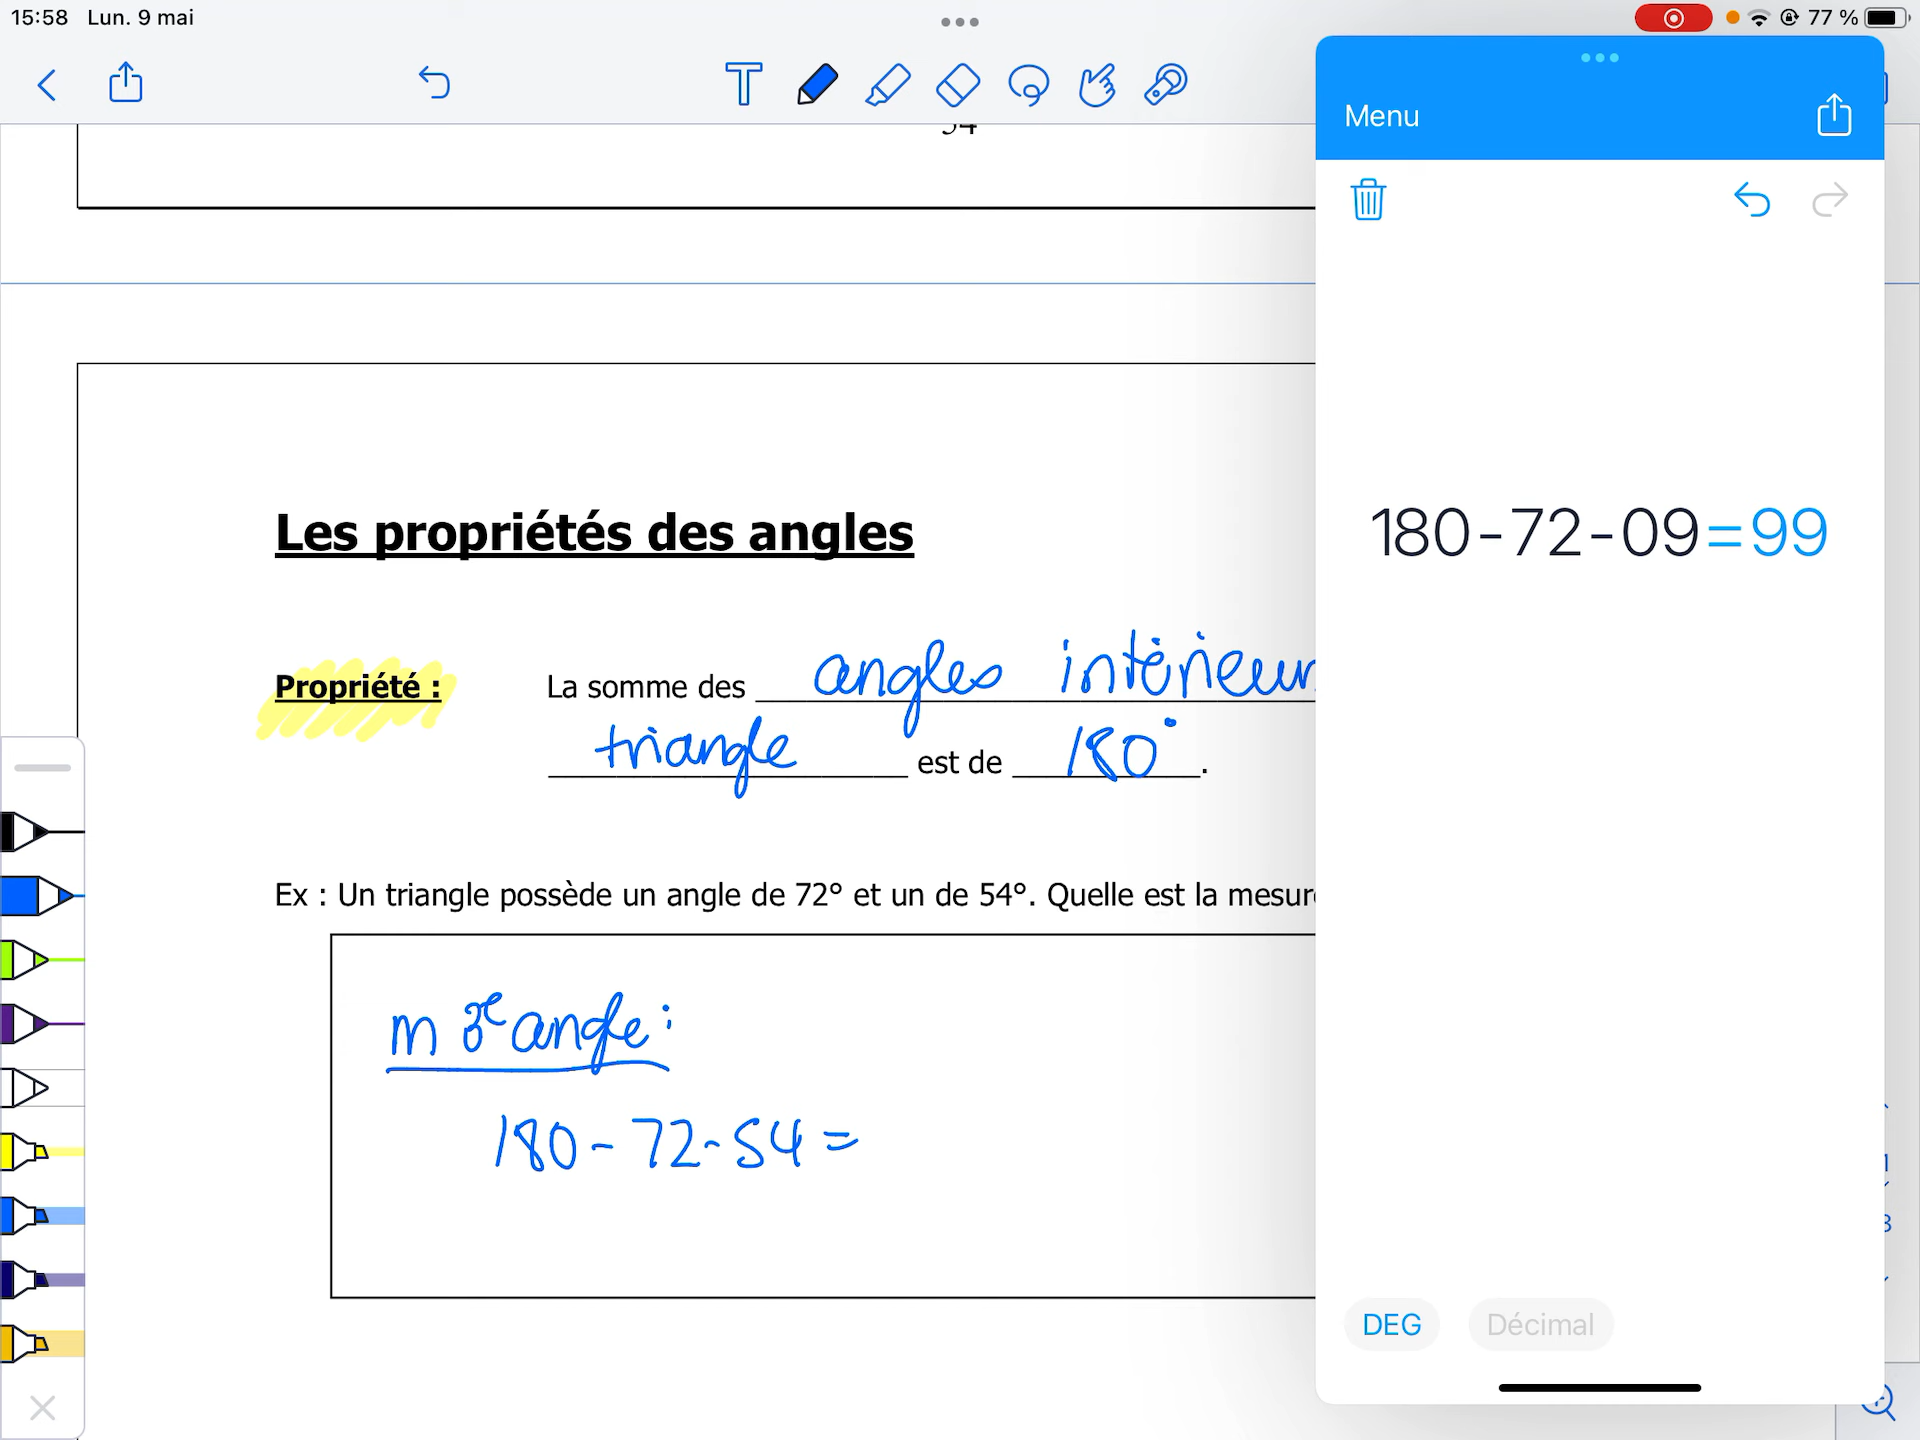 15:58 Lun. 9 mai
77 %
54
Les propriétés des angles
Propriété : La somme des angles intérieur
triangle est de 180°.
Ex : Un triangle possède un angle de 72° et un de 54°. Quelle est la mesur
m 3e angle :
180 - 72 - 54 =
Menu
180-72-09=99
DEG Décimal